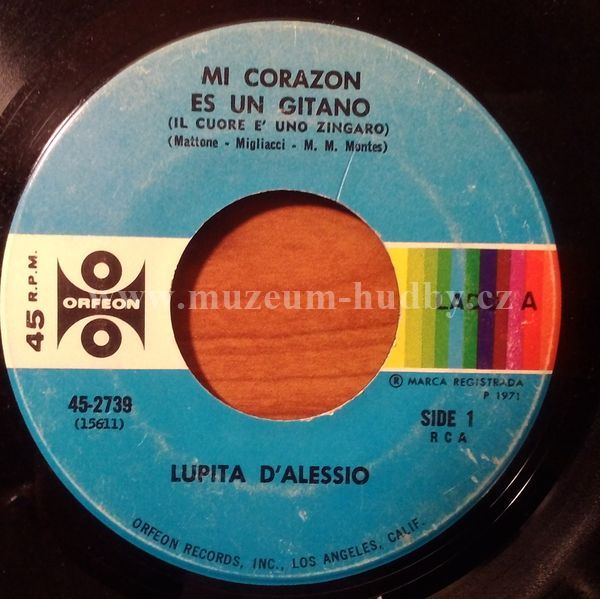 MI CORAZON
ES UN GITANO
(IL CUORE E' UNO ZINGARO)
(Mattone - Migliacci - M. M. Montes)
45 R.P.M.
ORFEON
www.muzeum-hudby.cz
® MARCA REGISTRADA
P 1971
45-2739
(15611)
SIDE 1
RCA
LUPITA D'ALESSIO
ORFEON RECORDS, INC., LOS ANGELES, CALIF.